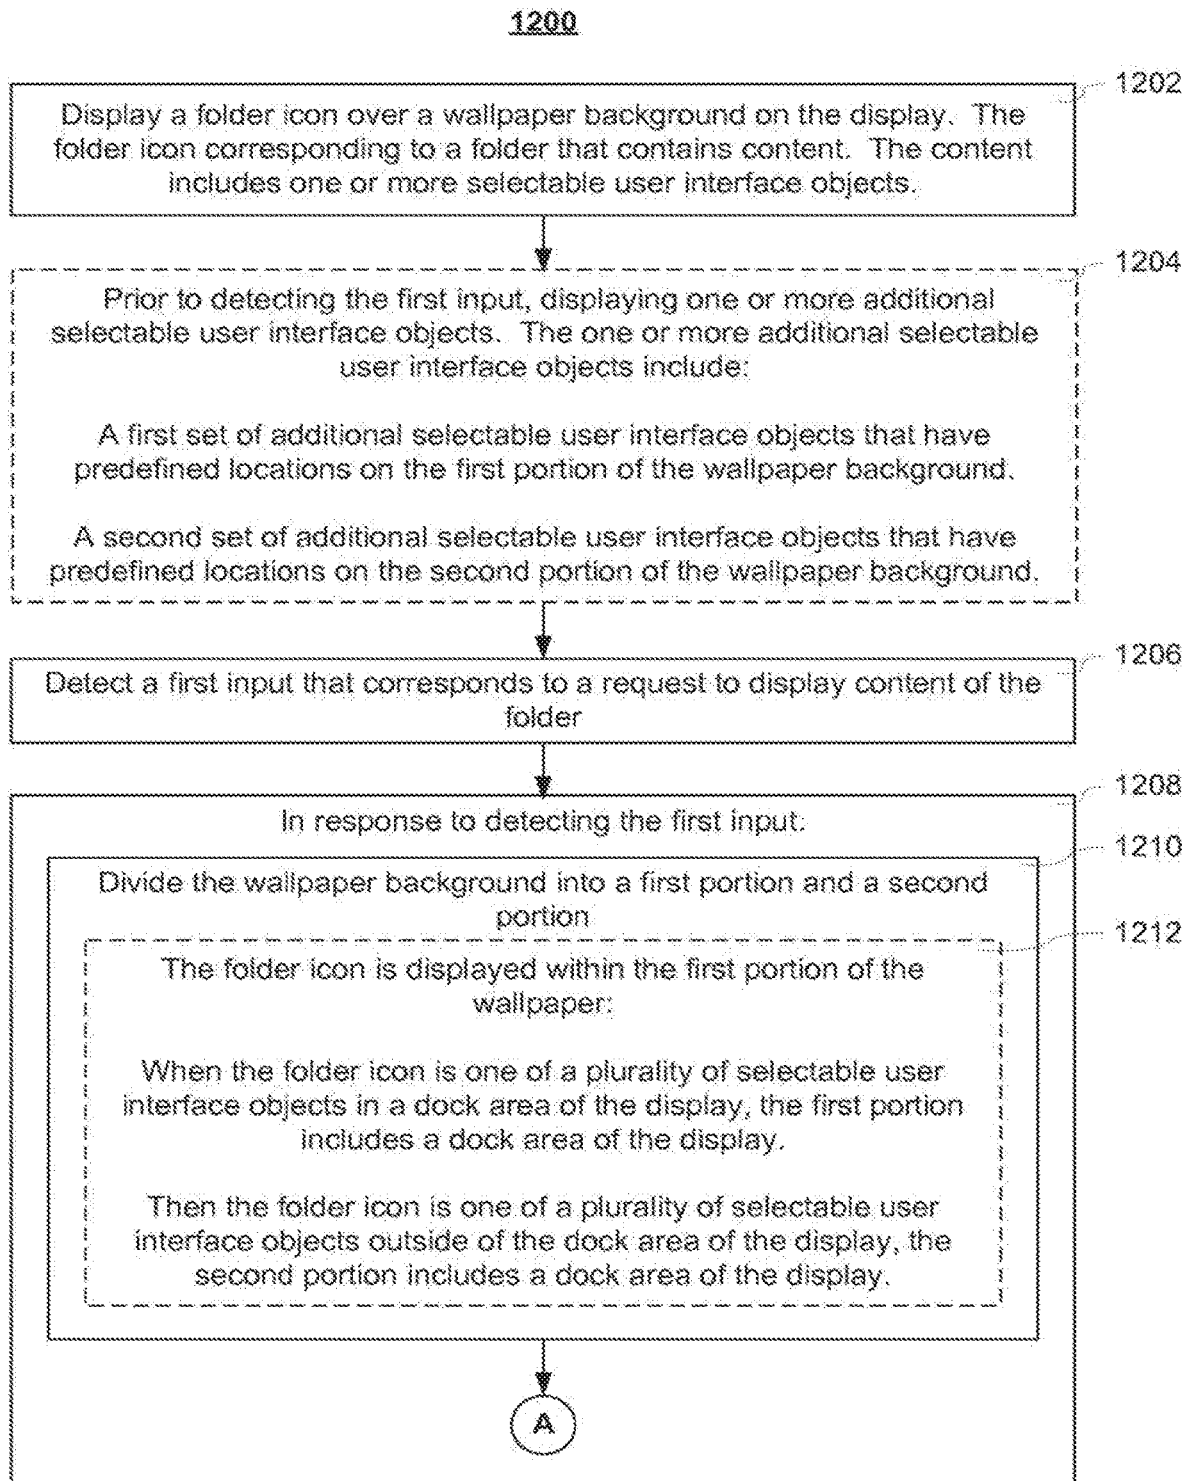 1200
1202
Display a folder icon over a wallpaper background on the display. The
folder icon corresponding to a folder that contains content. The content
includes one or more selectable user interface objects.
1204
Prior to detecting the first input, displaying one or more additional
selectable user interface objects. The one or more additional selectable
user interface objects include:
A first set of additional selectable user interface objects that have
predefined locations on the first portion of the wallpaper background.
A second set of additional selectable user interface objects that have
predefined locations on the second portion of the wallpaper background.
1206
Detect a first input that corresponds to a request to display content of the
folder
1208
In response to detecting the first input:
1210
Divide the wallpaper background into a first portion and a second
portion
1212
The folder icon is displayed within the first portion of the
wallpaper:
When the folder icon is one of a plurality of selectable user
interface objects in a dock area of the display, the first portion
includes a dock area of the display.
Then the folder icon is one of a plurality of selectable user
interface objects outside of the dock area of the display, the
second portion includes a dock area of the display.
A